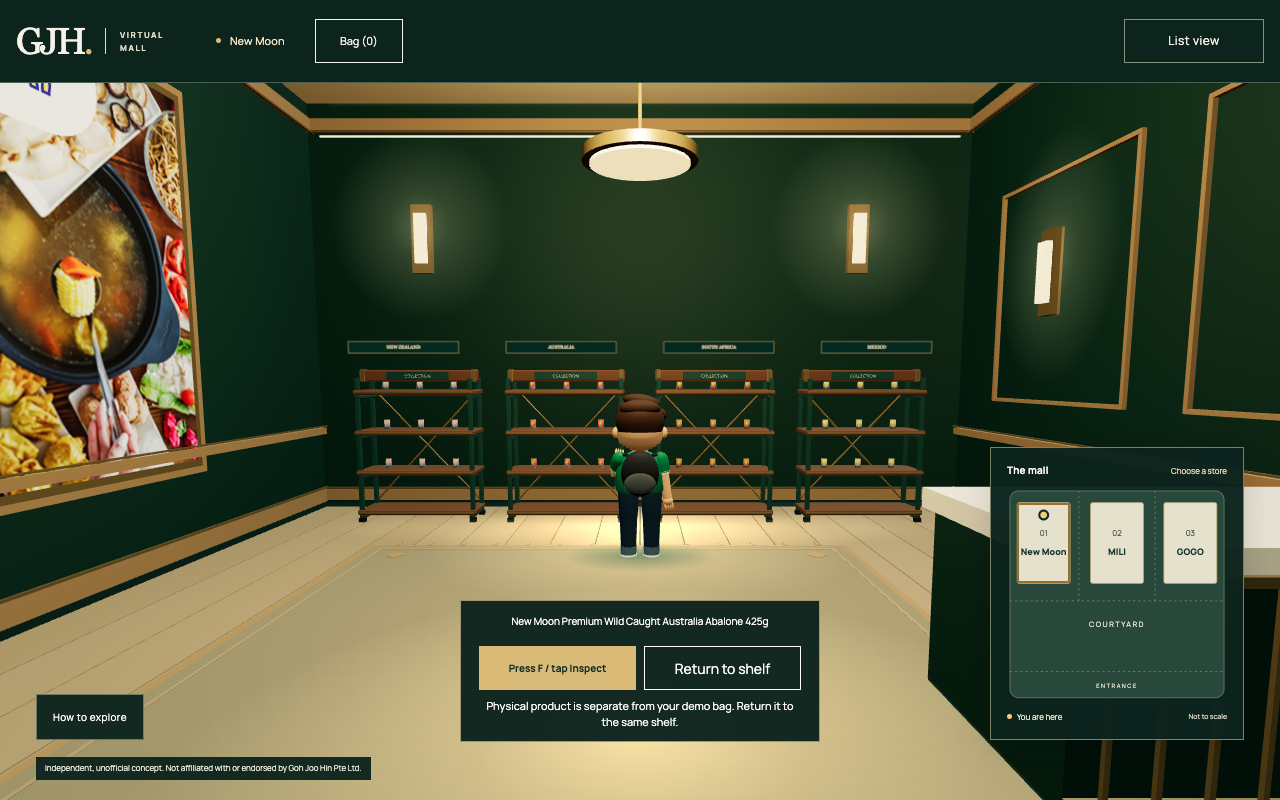 GJH.
VIRTUAL
MALL
New Moon
Bag (0)
List view
NEW ZEALAND
AUSTRALIA
SOUTH AFRICA
MEXICO
COLLECTION
COLLECTION
COLLECTION
COLLECTION
The mall
Choose a store
01
New Moon
02
MILI
03
GOGO
COURTYARD
ENTRANCE
You are here
Not to scale
New Moon Premium Wild Caught Australia Abalone 425g
Press F / tap Inspect
Return to shelf
Physical product is separate from your demo bag. Return it to
the same shelf.
How to explore
Independent, unofficial concept. Not affiliated with or endorsed by Goh Joo Hin Pte Ltd.